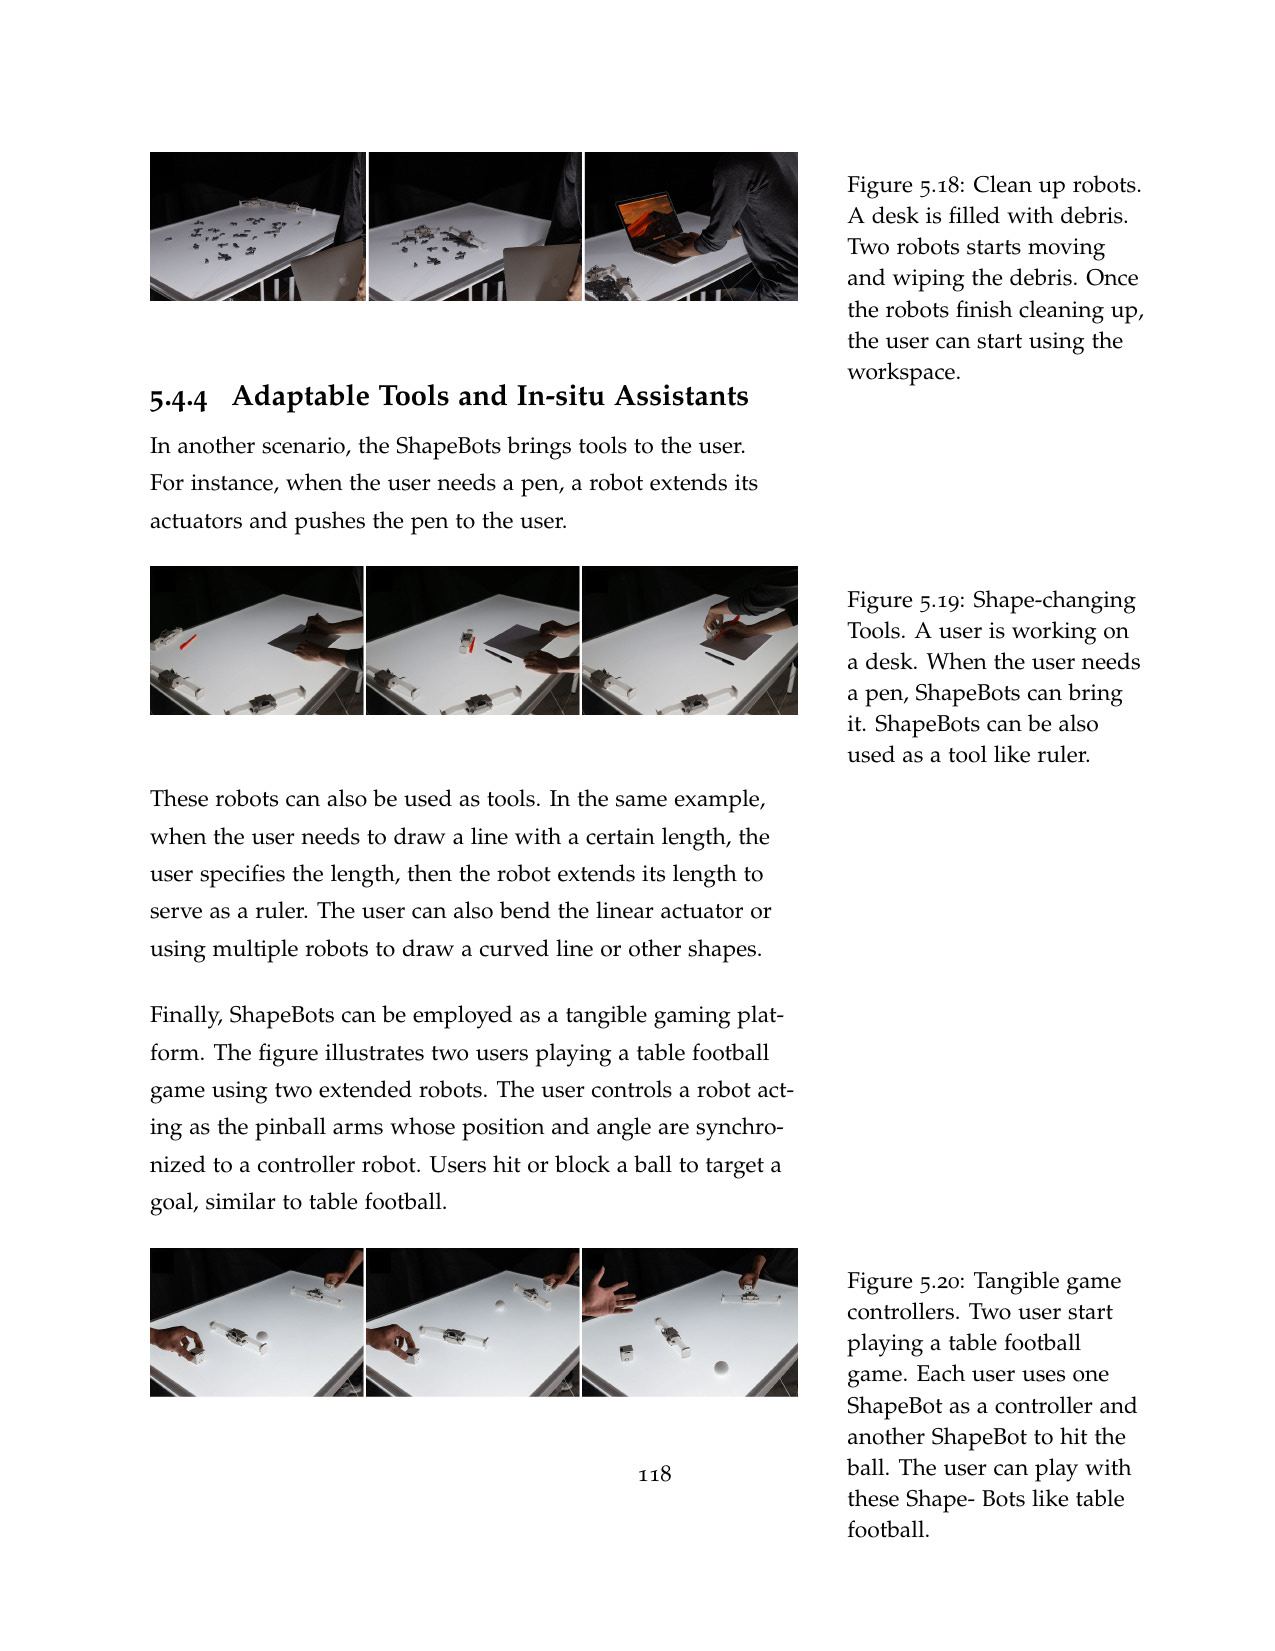 Figure 5.18: Clean up robots.
A desk is filled with debris.
Two robots starts moving
and wiping the debris. Once
the robots finish cleaning up,
the user can start using the
workspace.
5.4.4 Adaptable Tools and In-situ Assistants
In another scenario, the ShapeBots brings tools to the user.
For instance, when the user needs a pen, a robot extends its
actuators and pushes the pen to the user.
Figure 5.19: Shape-changing
Tools. A user is working on
a desk. When the user needs
a pen, ShapeBots can bring
it. ShapeBots can be also
used as a tool like ruler.
These robots can also be used as tools. In the same example,
when the user needs to draw a line with a certain length, the
user specifies the length, then the robot extends its length to
serve as a ruler. The user can also bend the linear actuator or
using multiple robots to draw a curved line or other shapes.
Finally, ShapeBots can be employed as a tangible gaming plat-
form. The figure illustrates two users playing a table football
game using two extended robots. The user controls a robot act-
ing as the pinball arms whose position and angle are synchro-
nized to a controller robot. Users hit or block a ball to target a
goal, similar to table football.
Figure 5.20: Tangible game
controllers. Two user start
playing a table football
game. Each user uses one
ShapeBot as a controller and
another ShapeBot to hit the
ball. The user can play with
these Shape- Bots like table
football.
118